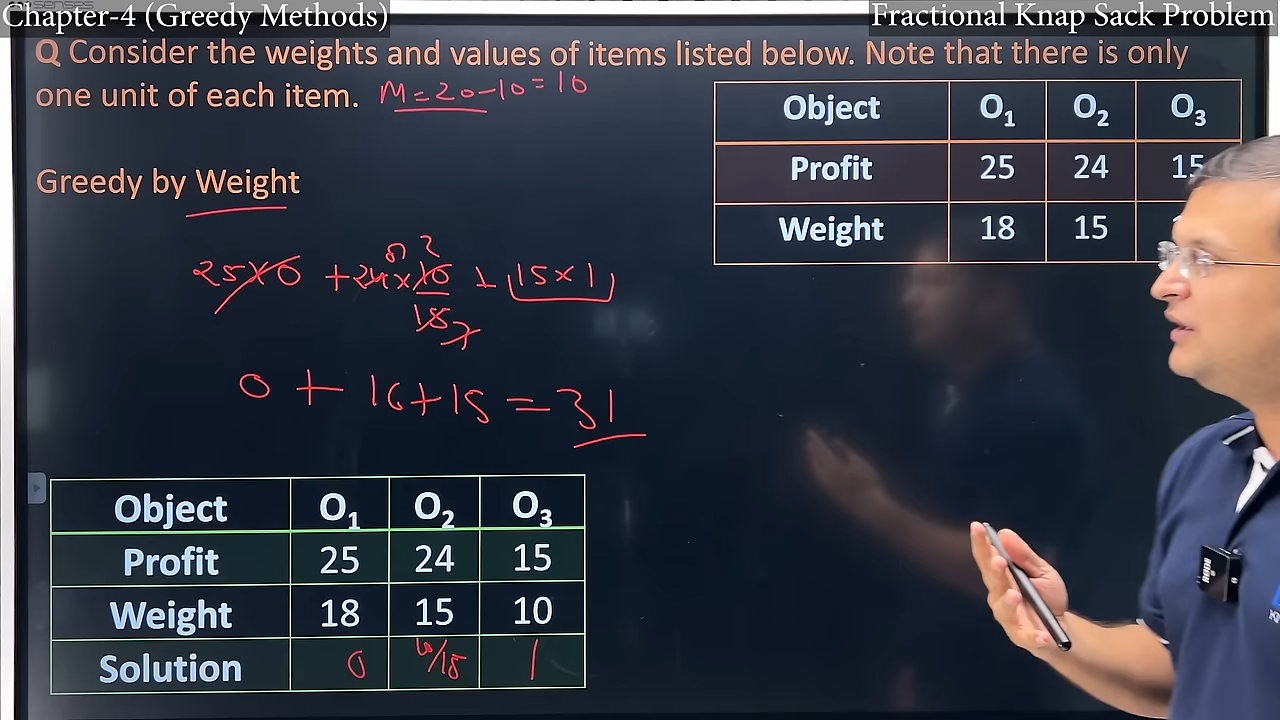 Chapter-4 (Greedy Methods)
Fractional Knap Sack Problem
Q Consider the weights and values of items listed below. Note that there is only
one unit of each item. M=20-10=10
Object O1 O2 O3
Profit 25 24 15
Weight 18 15
Greedy by Weight
25×0 + 24×10 + 15×1
8 2
15
0 + 16+15 = 31
Object O1 O2 O3
Profit 25 24 15
Weight 18 15 10
Solution 0 10/15 1